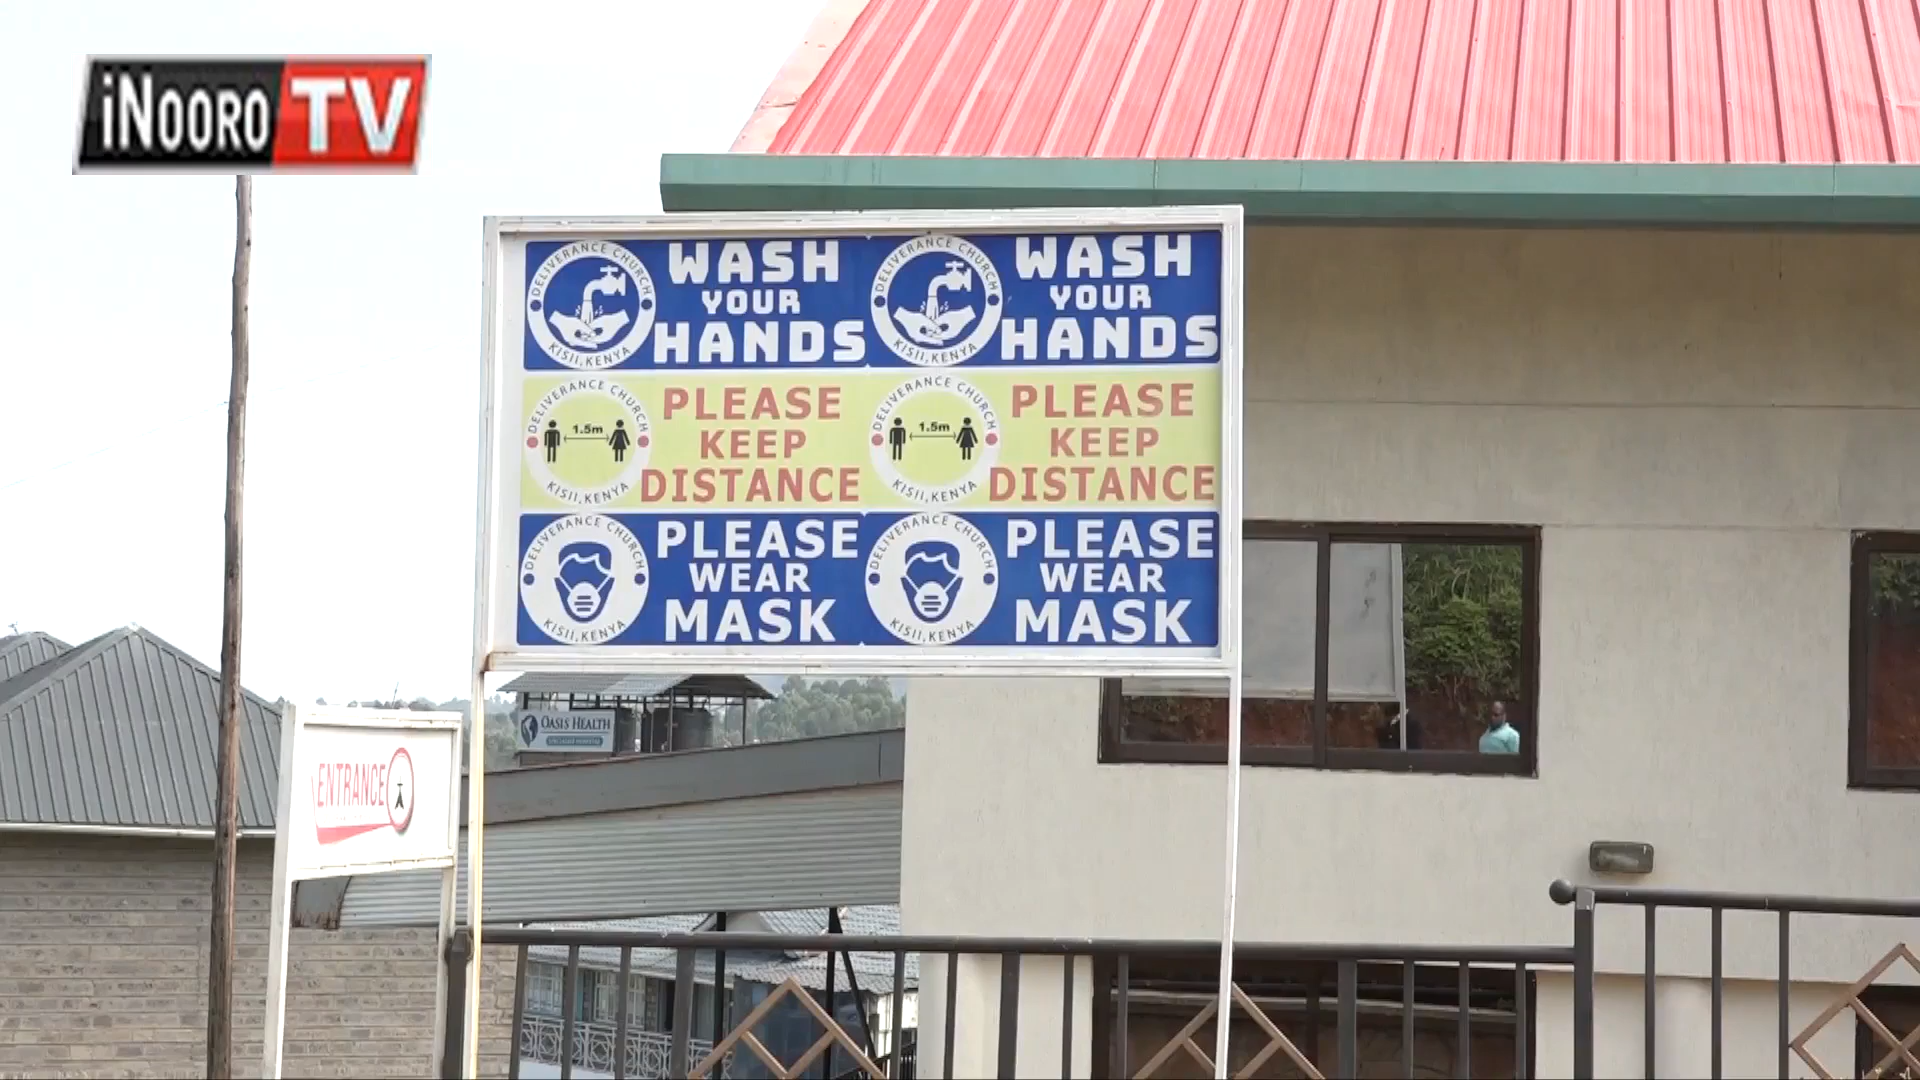 iNOORO TV
DELIVERANCE CHURCH
KISII, KENYA
WASH
YOUR
HANDS
DELIVERANCE CHURCH
KISII, KENYA
WASH
YOUR
HANDS
DELIVERANCE CHURCH
1.5m
KISII, KENYA
PLEASE
KEEP
DISTANCE
DELIVERANCE CHURCH
1.5m
KISII, KENYA
PLEASE
KEEP
DISTANCE
DELIVERANCE CHURCH
KISII, KENYA
PLEASE
WEAR
MASK
DELIVERANCE CHURCH
KISII, KENYA
PLEASE
WEAR
MASK
OASIS HEALTH
ENTRANCE